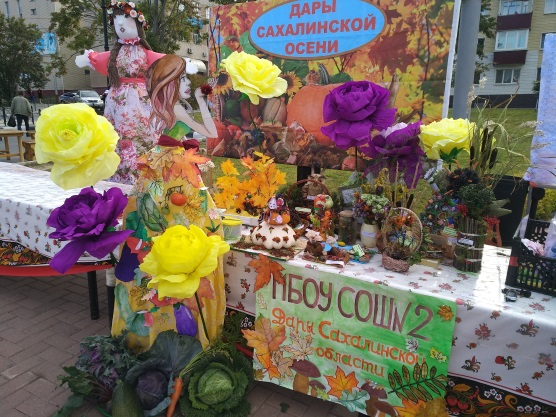 ДАРЫ
САХАЛИНСКОЙ
ОСЕНИ
МБОУ СОШ№2
Дары Сахалинской
области